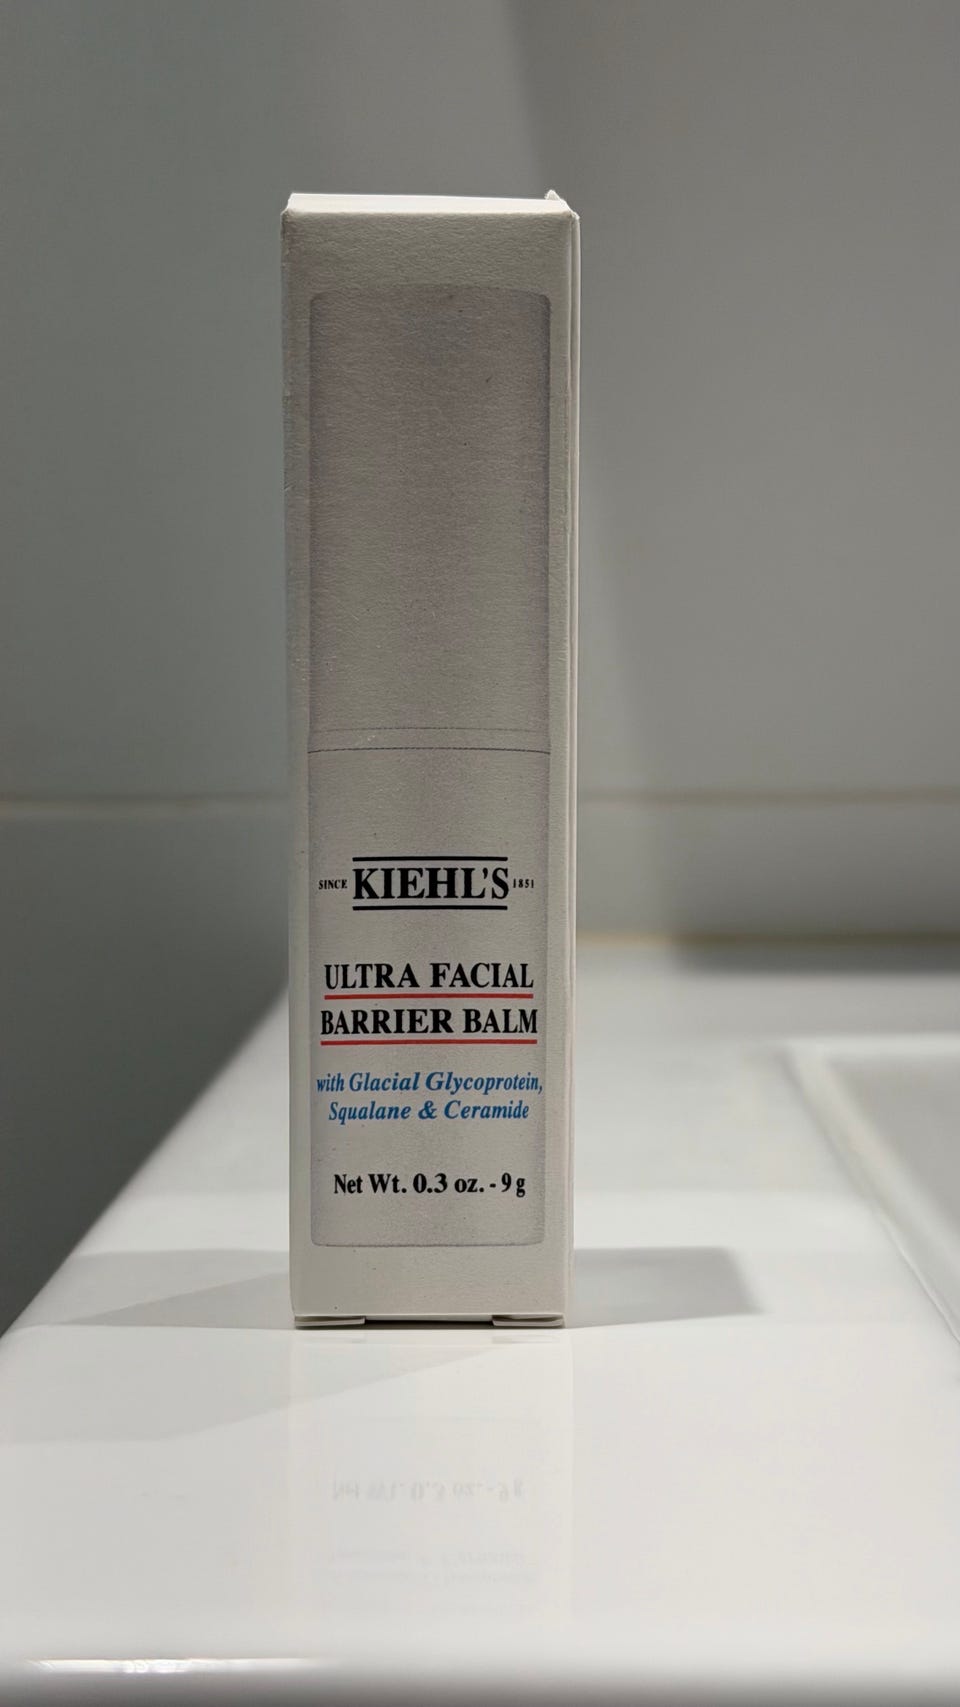 SINCE KIEHL'S 1851
ULTRA FACIAL
BARRIER BALM
with Glacial Glycoprotein,
Squalane & Ceramide
Net Wt. 0.3 oz. - 9 g